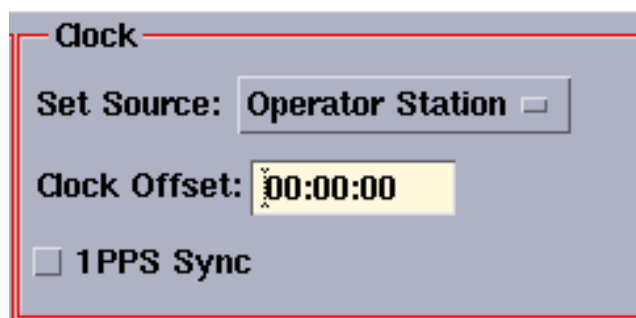 Clock
Set Source: Operator Station
Clock Offset: 00:00:00
1PPS Sync